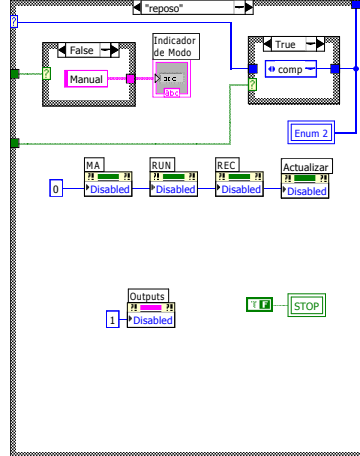 "reposo"
?
False
Indicador
de Modo
True
?
Manual
abc
comp
?
Enum 2
MA
RUN
REC
Actualizar
?!
?!
?!
?!
0
Disabled
Disabled
Disabled
Disabled
Outputs
?!
1
Disabled
T F
STOP